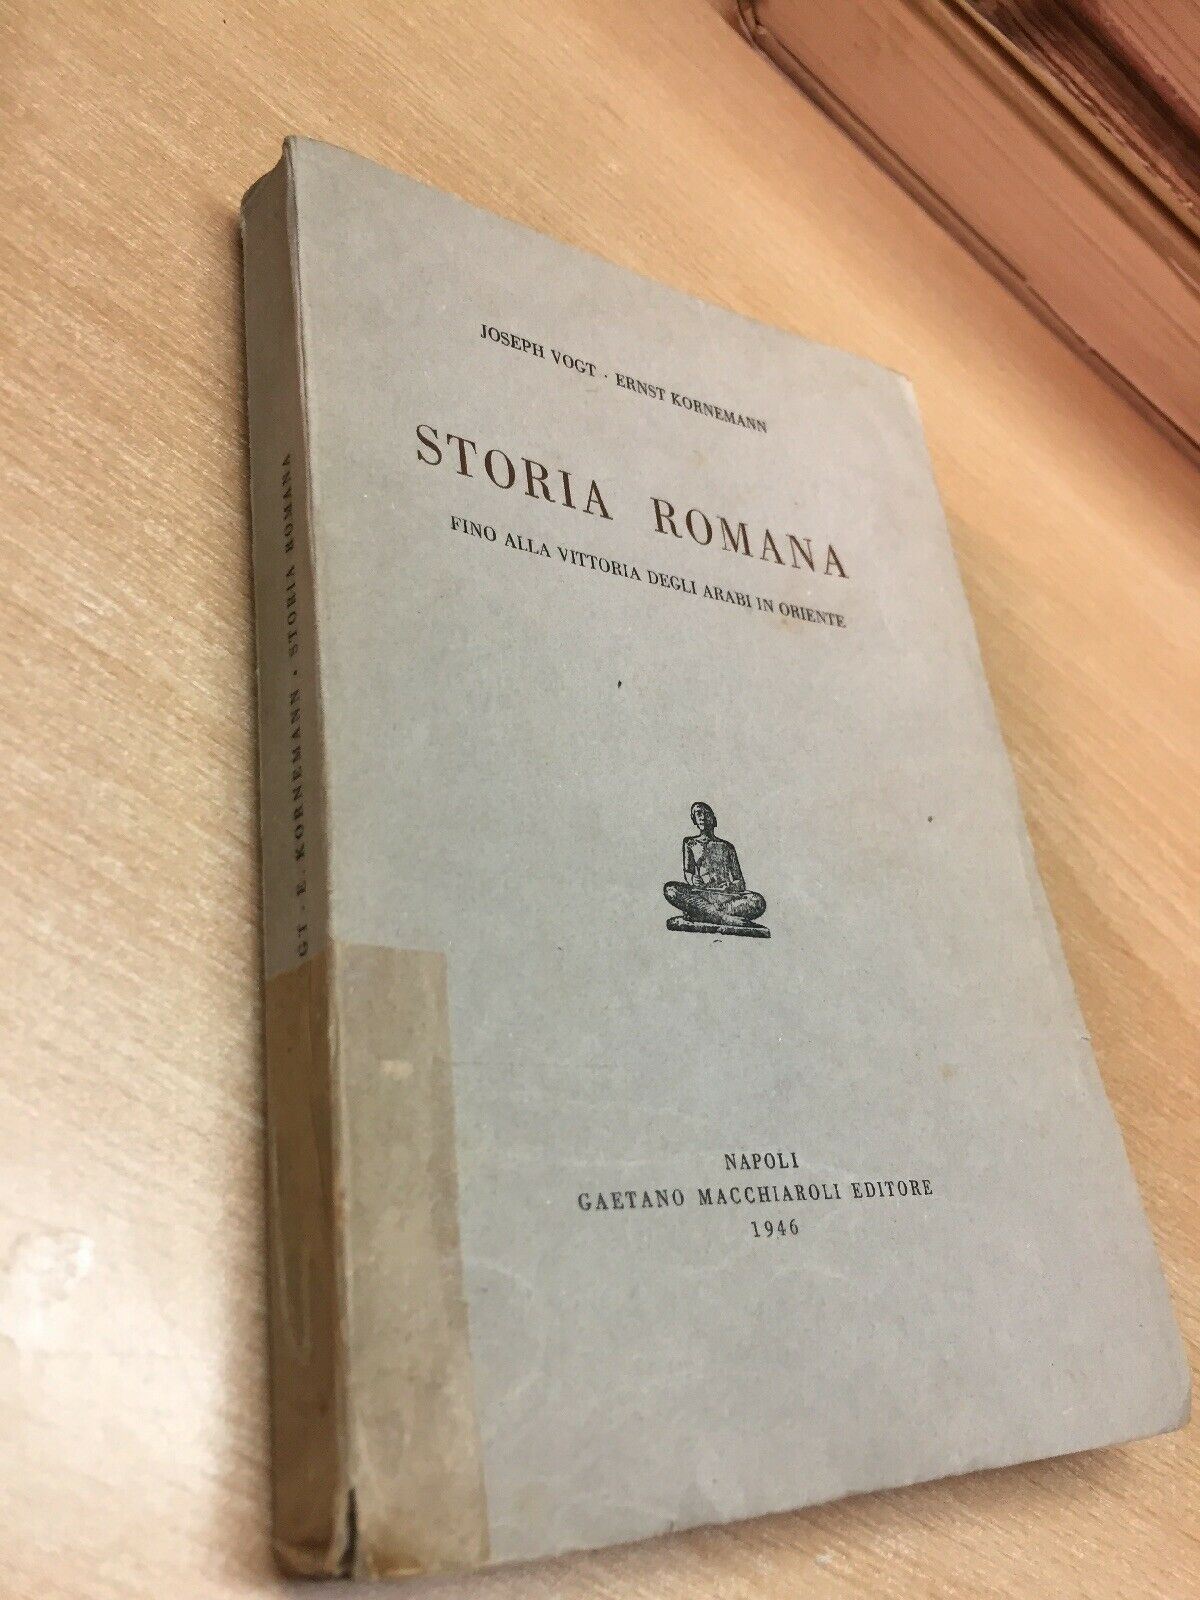 JOSEPH VOGT · ERNST KORNEMANN
STORIA ROMANA
FINO ALLA VITTORIA DEGLI ARABI IN ORIENTE
NAPOLI
GAETANO MACCHIAROLI EDITORE
1946
GT - E. KORNEMANN · STORIA ROMANA